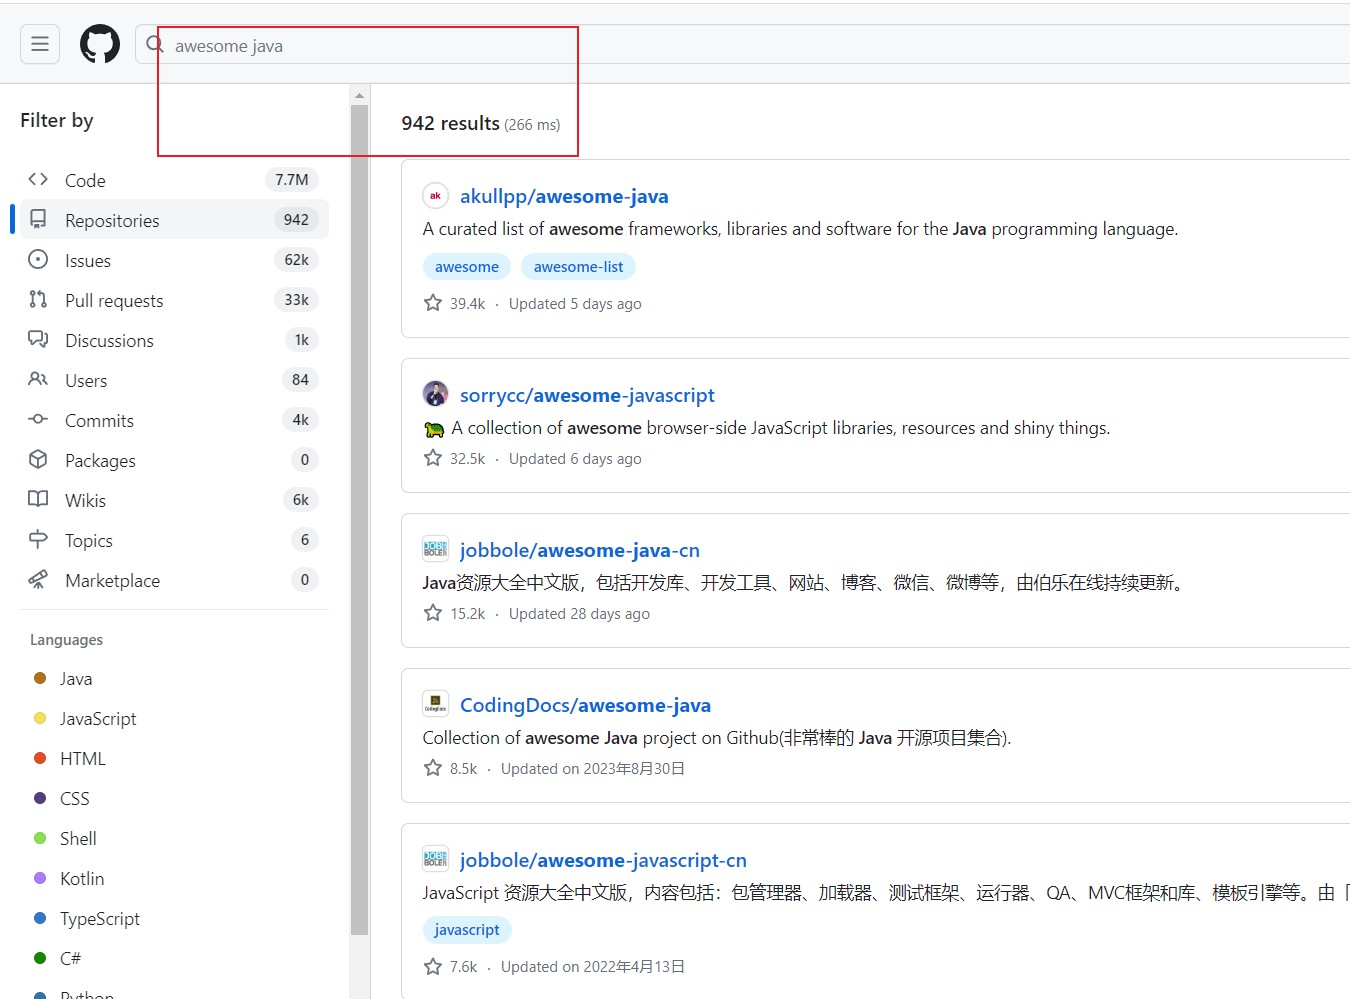 awesome java
Filter by
942 results (266 ms)
Code 7.7M
Repositories 942
Issues 62k
Pull requests 33k
Discussions 1k
Users 84
Commits 4k
Packages 0
Wikis 6k
Topics 6
Marketplace 0
Languages
Java
JavaScript
HTML
CSS
Shell
Kotlin
TypeScript
C#
Python
ak akullpp/awesome-java
A curated list of awesome frameworks, libraries and software for the Java programming language.
awesome awesome-list
39.4k · Updated 5 days ago
sorrycc/awesome-javascript
A collection of awesome browser-side JavaScript libraries, resources and shiny things.
32.5k · Updated 6 days ago
jobbole/awesome-java-cn
Java资源大全中文版，包括开发库、开发工具、网站、博客、微信、微博等，由伯乐在线持续更新。
15.2k · Updated 28 days ago
CodingDocs/awesome-java
Collection of awesome Java project on Github(非常棒的 Java 开源项目集合).
8.5k · Updated on 2023年8月30日
jobbole/awesome-javascript-cn
JavaScript 资源大全中文版，内容包括：包管理器、加载器、测试框架、运行器、QA、MVC框架和库、模板引擎等。由「
javascript
7.6k · Updated on 2022年4月13日